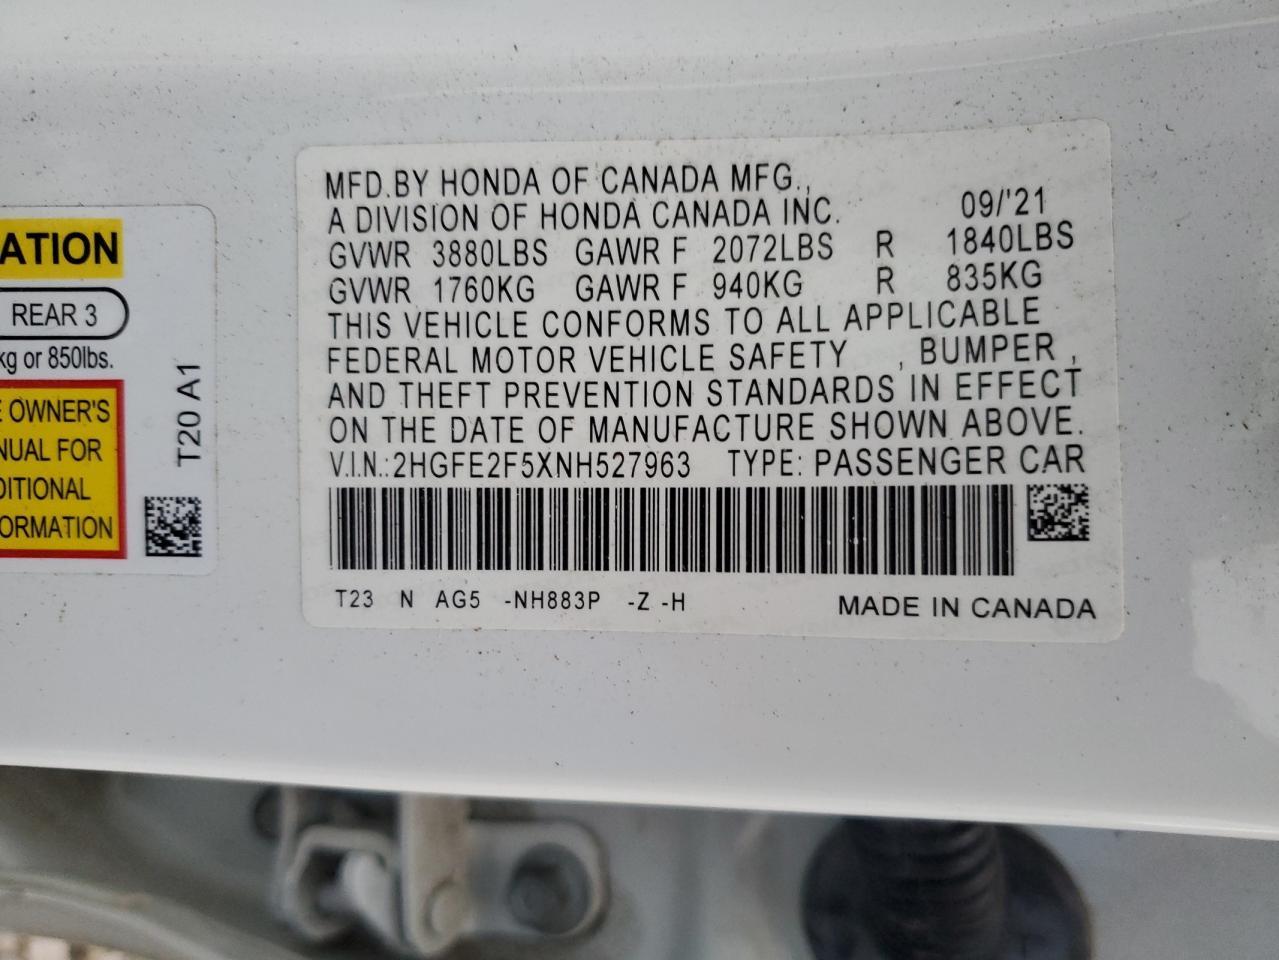 ATION
REAR 3
kg or 850lbs.
E OWNER'S
NUAL FOR
DITIONAL
FORMATION
T20 A1
MFD.BY HONDA OF CANADA MFG.,
A DIVISION OF HONDA CANADA INC. 09/'21
GVWR 3880LBS GAWR F 2072LBS R 1840LBS
GVWR 1760KG GAWR F 940KG R 835KG
THIS VEHICLE CONFORMS TO ALL APPLICABLE
FEDERAL MOTOR VEHICLE SAFETY , BUMPER ,
AND THEFT PREVENTION STANDARDS IN EFFECT
ON THE DATE OF MANUFACTURE SHOWN ABOVE.
V.I.N.:2HGFE2F5XNH527963 TYPE: PASSENGER CAR
T23 N AG5 -NH883P -Z -H MADE IN CANADA